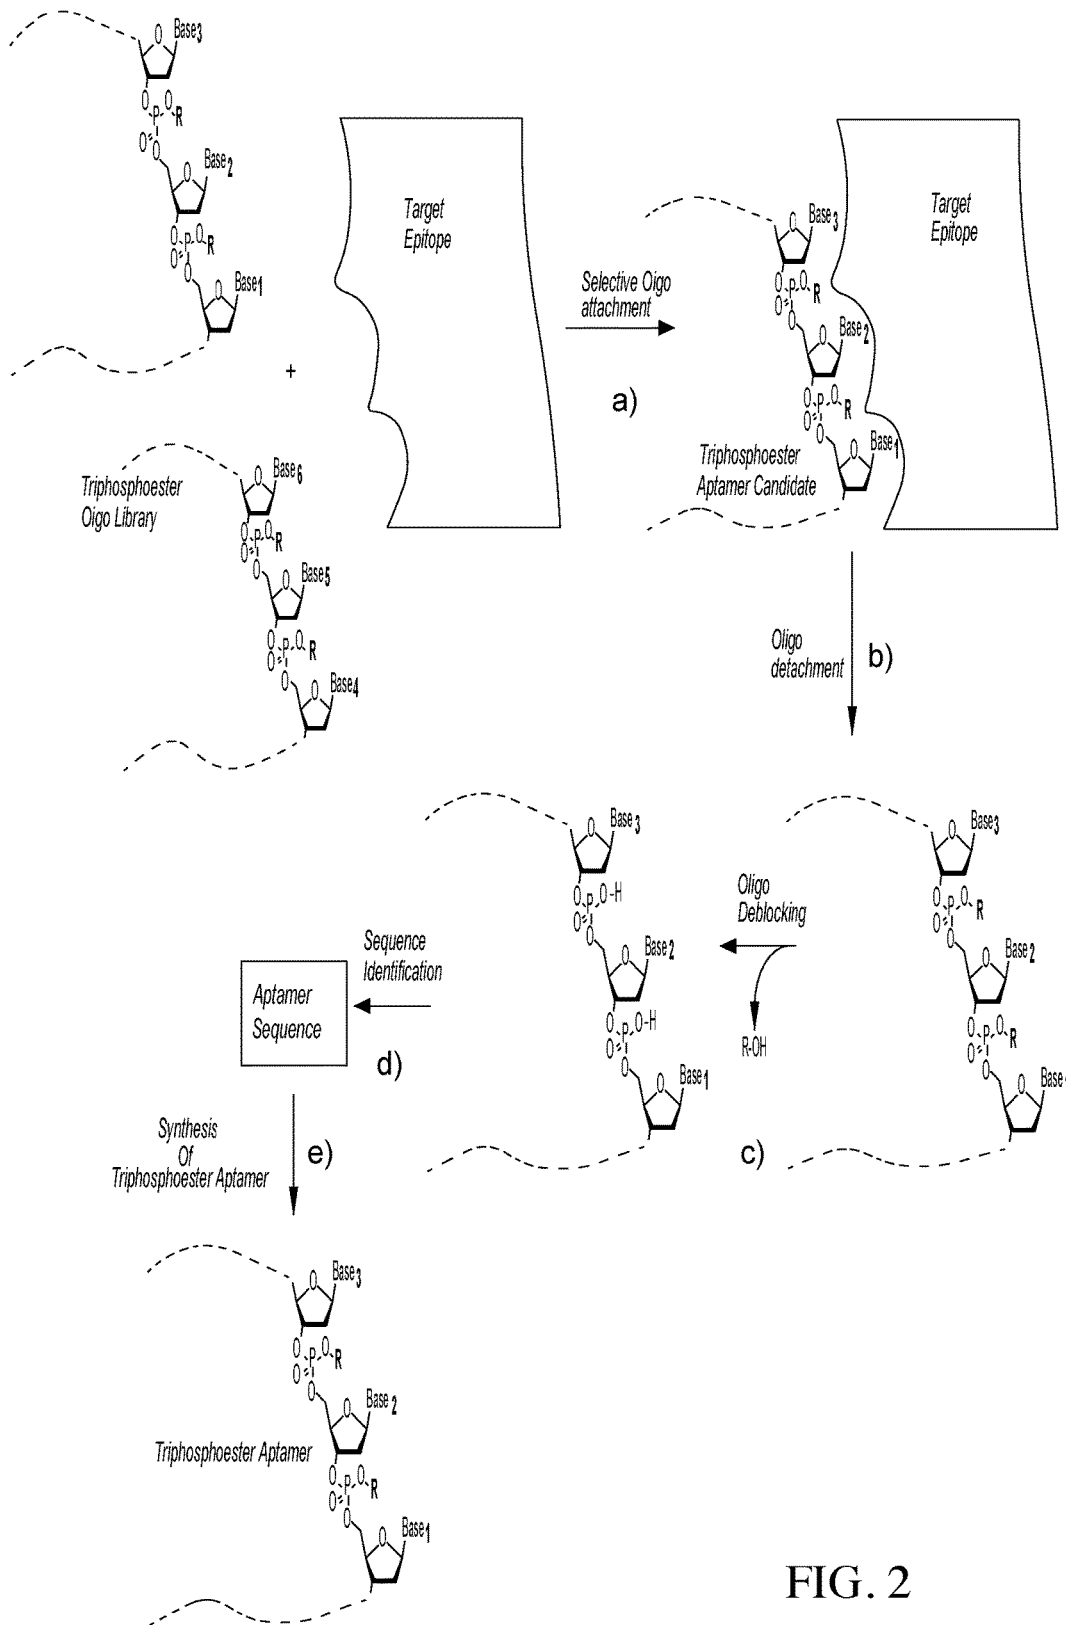 Base3
O
O
O
P
O
R
O
Base2
O
O
O
P
O
R
O
Base1
O
+
Target
Epitope
Selective Oigo
attachment
a)
Base3
O
O
O
P
O
R
O
Base2
O
O
O
P
O
R
O
Base1
O
Target
Epitope
Triphosphoester
Aptamer Candidate
Triphosphoester
Oigo Library
Base6
O
O
O
P
O
R
O
Base5
O
O
O
P
O
R
O
Base4
O
Oligo
detachment
b)
Base3
O
O
O
P
O
R
O
Base2
O
O
O
P
O
R
O
Base
O
Oligo
Deblocking
R-OH
c)
Base3
O
O
O
P
O-H
O
Base2
O
O
O
P
O-H
O
Base1
O
Sequence
Identification
d)
Aptamer
Sequence
Synthesis
Of
Triphosphoester Aptamer
e)
Base3
O
O
O
P
O
R
O
Base2
O
O
O
P
O
R
O
Base1
O
Triphosphoester Aptamer
FIG. 2